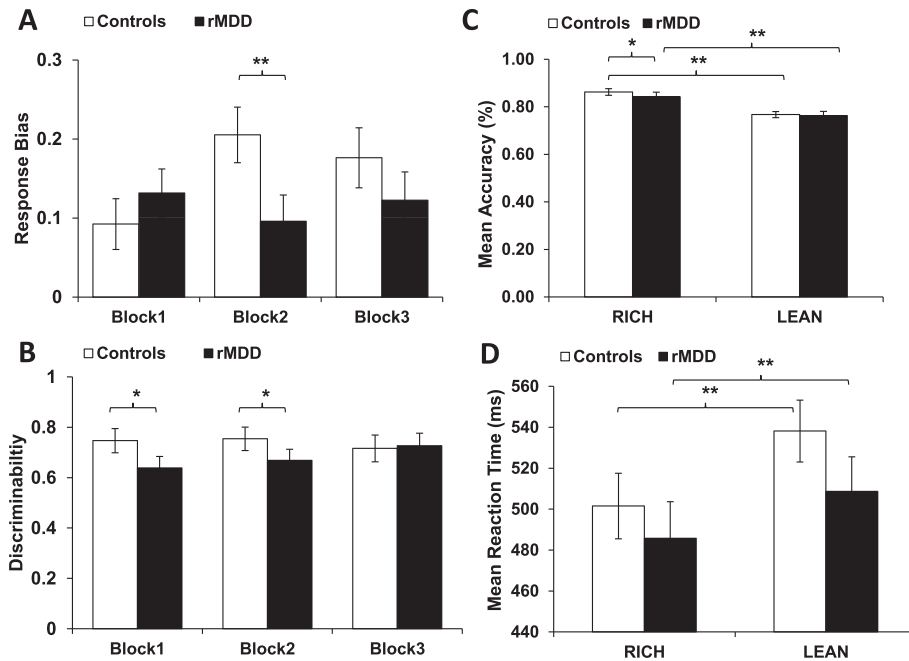 A
Controls rMDD
Response Bias
0.3
0.2
0.1
0
**
Block1 Block2 Block3
B
Controls rMDD
Discriminabiltiy
1
0.8
0.6
0.4
0.2
0
* *
Block1 Block2 Block3
C
Controls rMDD
Mean Accuracy (%)
1.00
0.80
0.60
0.40
0.20
0.00
* ** **
RICH LEAN
D
Controls rMDD
Mean Reaction Time (ms)
560
540
520
500
480
460
440
** **
RICH LEAN